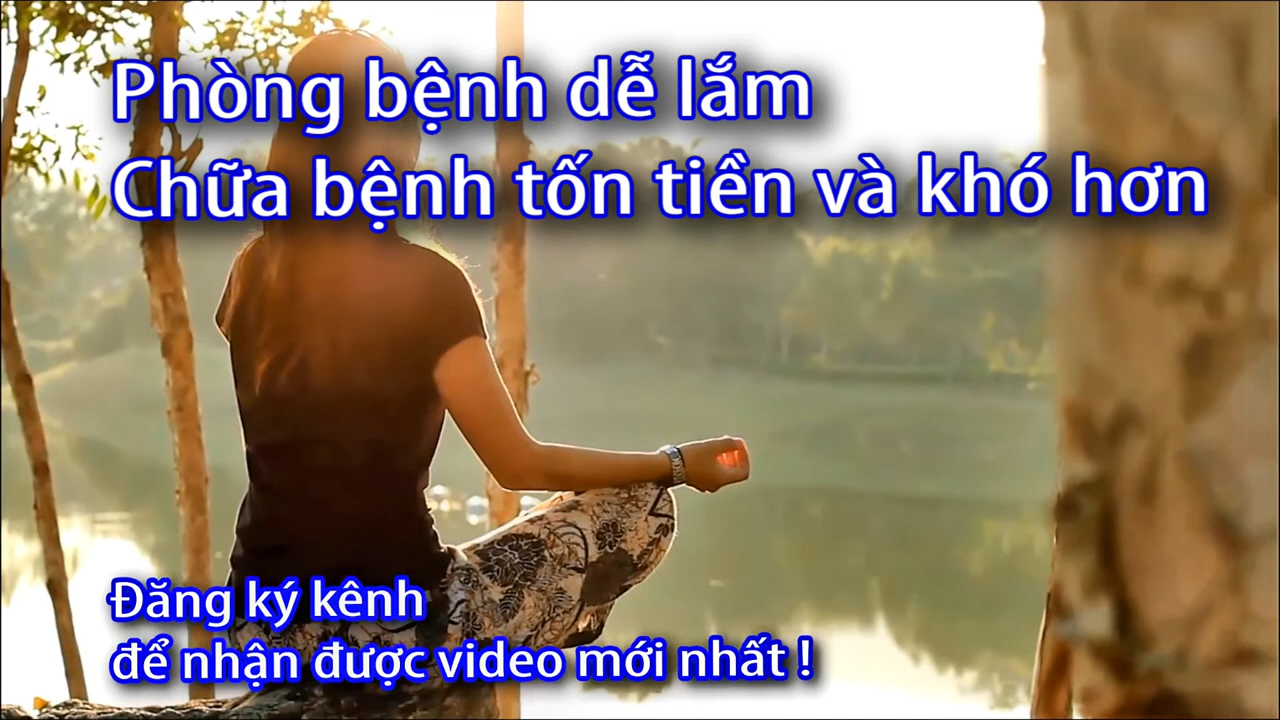 Phòng bệnh dễ lắm
Chữa bệnh tốn tiền và khó hơn
Đăng ký kênh
để nhận được video mới nhất !